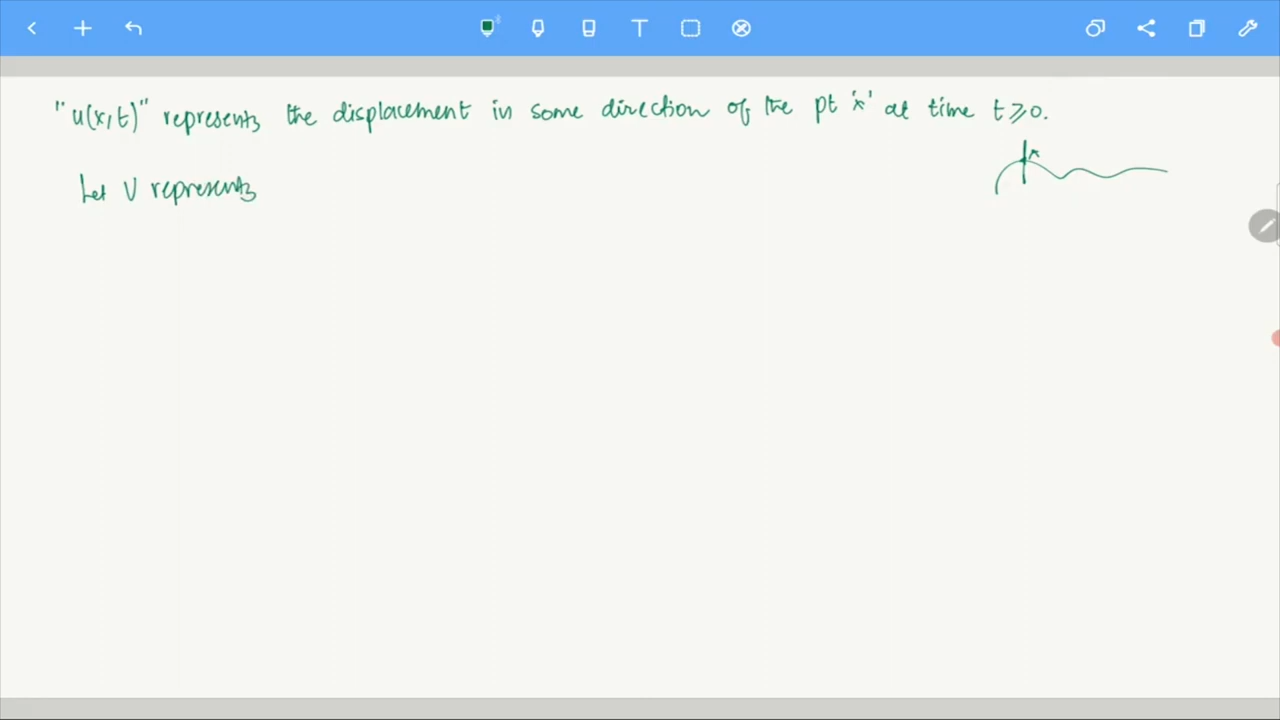 "u(x,t)" represents the displacement in some direction of the pt 'x' at time t ⩾ 0.
Let V represents